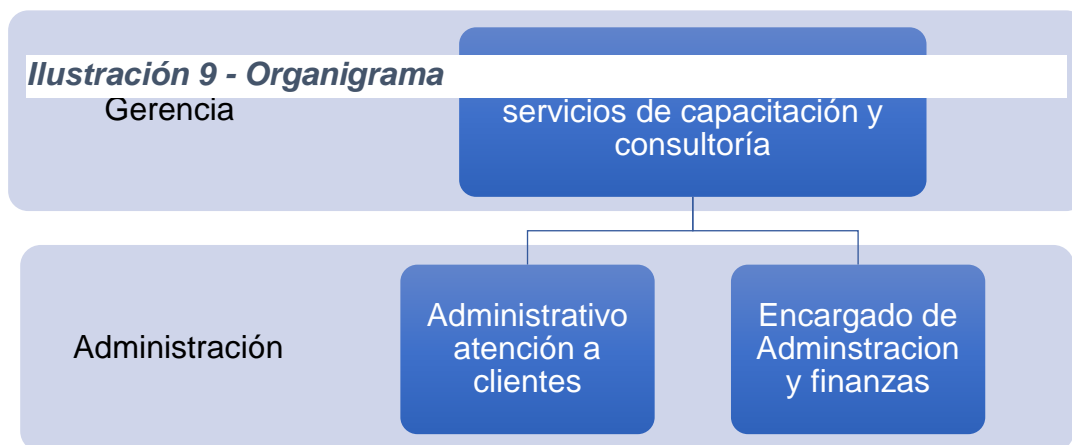 Ilustración 9 - Organigrama
Gerencia
servicios de capacitación y
consultoría
Administración
Administrativo
atención a
clientes
Encargado de
Adminstracion
y finanzas